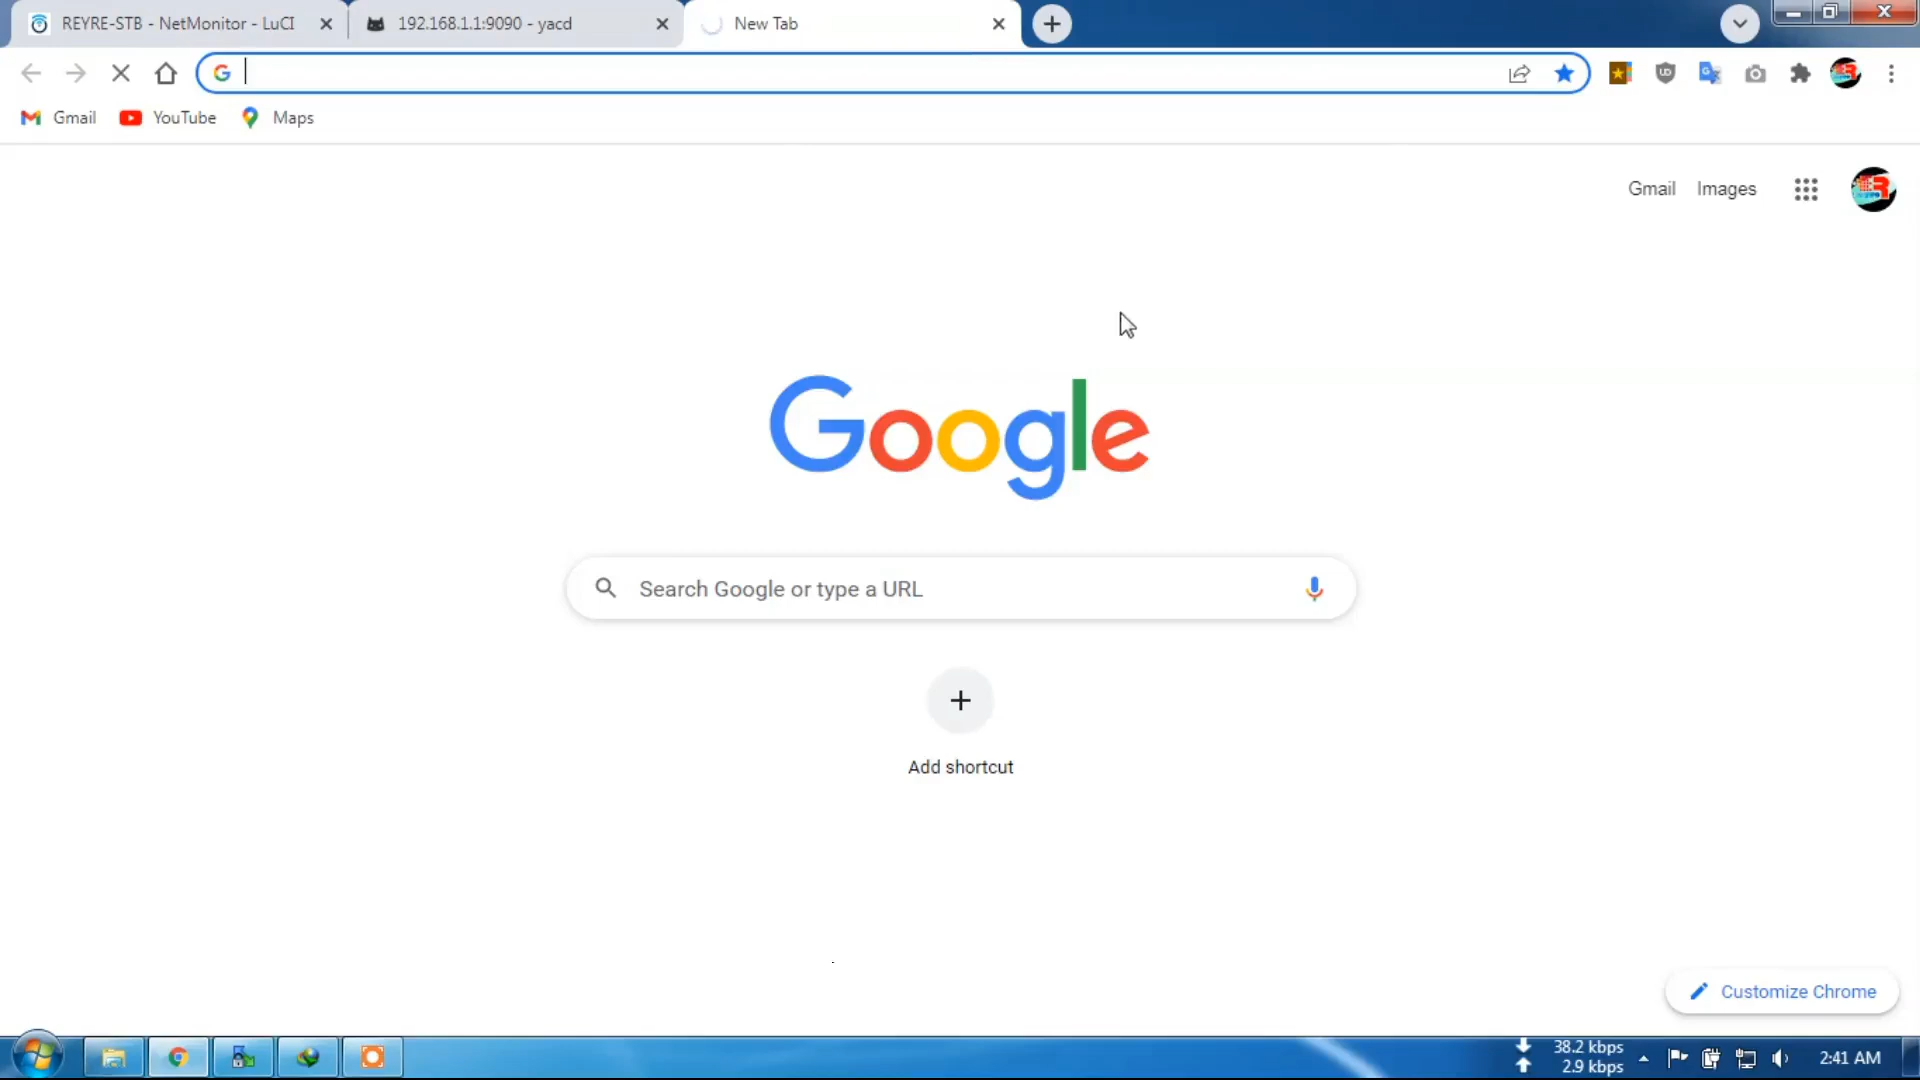 REYRE-STB - NetMonitor - LuCI
192.168.1.1:9090 - yacd
New Tab
Gmail
YouTube
Maps
Gmail
Images
Google
Search Google or type a URL
Add shortcut
Customize Chrome
38.2 kbps
2.9 kbps
2:41 AM